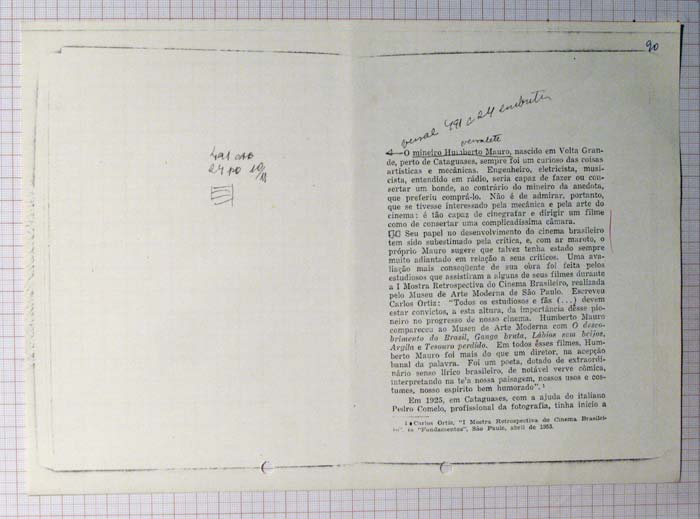 90
versal 491 c 24 embutir
versalete
O mineiro Humberto Mauro, nascido em Volta Gran-
de, perto de Cataguases, sempre foi um curioso das coisas
artísticas e mecânicas. Engenheiro, eletricista, musi-
cista, entendido em rádio, seria capaz de fazer ou con-
sertar um bonde, ao contrário do mineiro da anedota,
que preferiu comprá-lo. Não é de admirar, portanto,
que se tivesse interessado pela mecânica e pela arte do
cinema: é tão capaz de cinegrafar e dirigir um filme
como de consertar uma complicadíssima câmara.
Seu papel no desenvolvimento do cinema brasileiro
tem sido subestimado pela crítica, e, com ar maroto, o
próprio Mauro sugere que talvez tenha estado sempre
muito adiantado em relação a seus críticos. Uma ava-
liação mais conseqüente de sua obra foi feita pelos
estudiosos que assistiram a alguns de seus filmes durante
a I Mostra Retrospectiva do Cinema Brasileiro, realizada
pelo Museu de Arte Moderna de São Paulo. Escreveu
Carlos Ortiz: "Todos os estudiosos e fãs (...) devem
estar convictos, a esta altura, da importância dêsse pio-
neiro no progresso de nosso cinema. Humberto Mauro
compareceu ao Museu de Arte Moderna com O desco-
brimento do Brasil, Ganga bruta, Lábios sem beijos,
Argila e Tesouro perdido. Em todos êsses filmes, Hum-
berto Mauro foi mais do que um diretor, na acepção
banal da palavra. Foi um poeta, dotado de extraordi-
nário senso lírico brasileiro, de notável verve cômica,
interpretando na te'a nossa paisagem, nossos usos e cos-
tumes, nosso espírito bem humorado".¹
Em 1925, em Cataguases, com a ajuda do italiano
Pedro Comelo, profissional da fotografia, tinha início a
1 Carlos Ortiz, "I Mostra Retrospectiva do Cinema Brasilei-
ro", in "Fundamentos", São Paulo, abril de 1953.